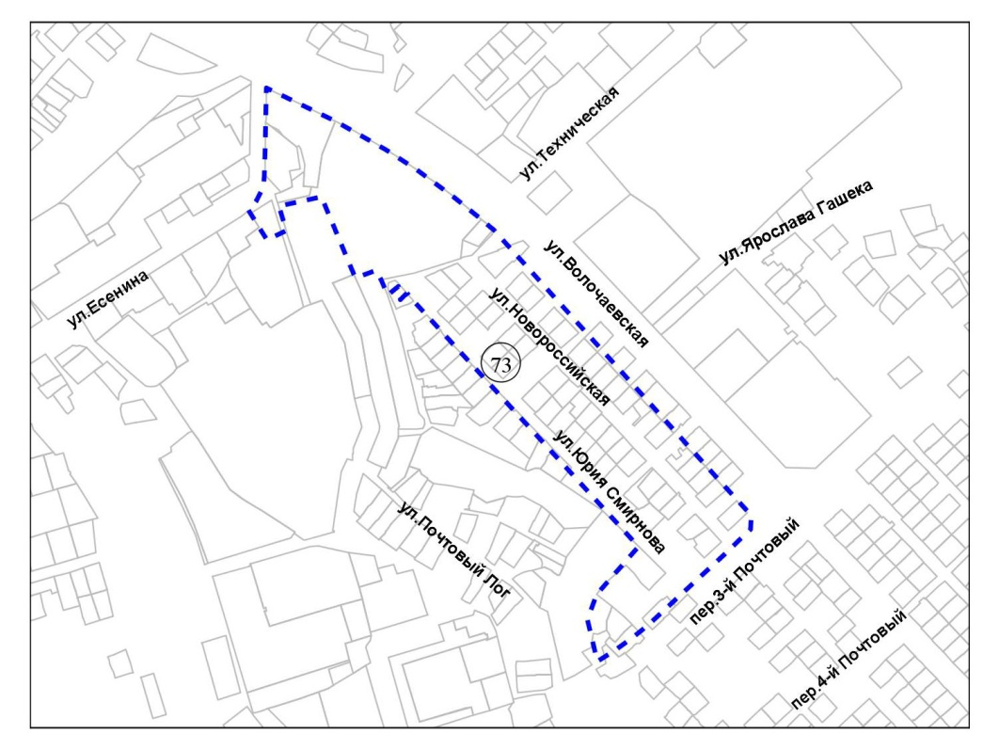 ул.Техническая
ул.Ярослава Гашека
ул.Есенина
ул.Волочаевская
ул.Новороссийская
73
ул.Юрия Смирнова
ул.Почтовый Лог
пер.3-й Почтовый
пер.4-й Почтовый